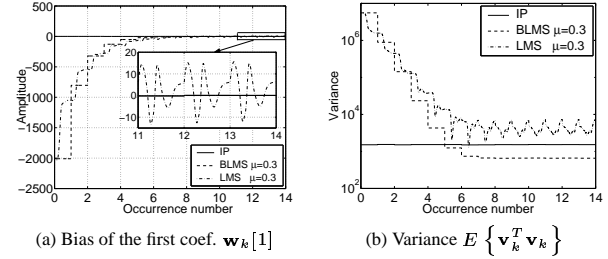 500
0
−500
−1000
−1500
−2000
−2500
Amplitude
20
10
0
−10
11 12 13 14
IP
BLMS μ=0.3
LMS μ=0.3
0 2 4 6 8 10 12 14
Occurrence number
(a) Bias of the first coef. w_k[1]
10^6
10^4
10^2
Variance
IP
BLMS μ=0.3
LMS μ=0.3
0 2 4 6 8 10 12 14
Occurrence number
(b) Variance E { v_k^T v_k }